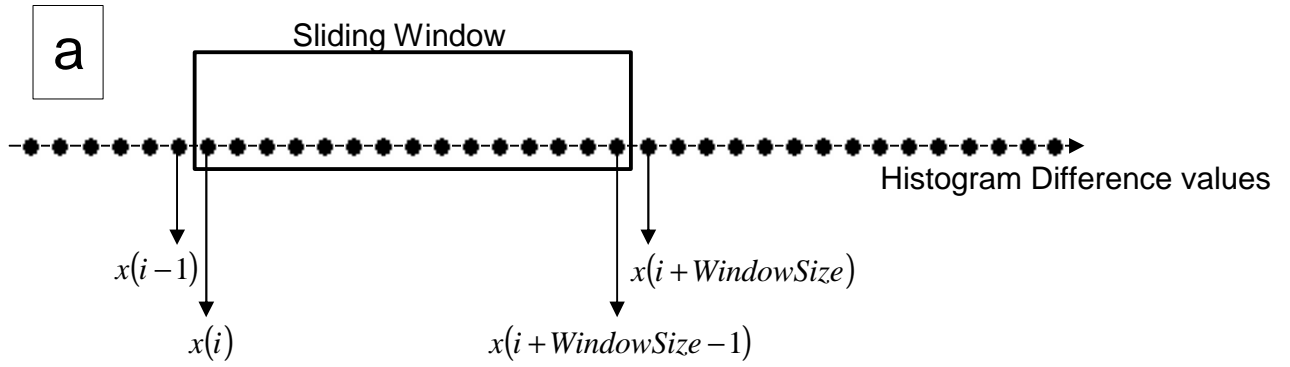 a
Sliding Window
Histogram Difference values
x(i−1)
x(i+WindowSize)
x(i)
x(i+WindowSize−1)